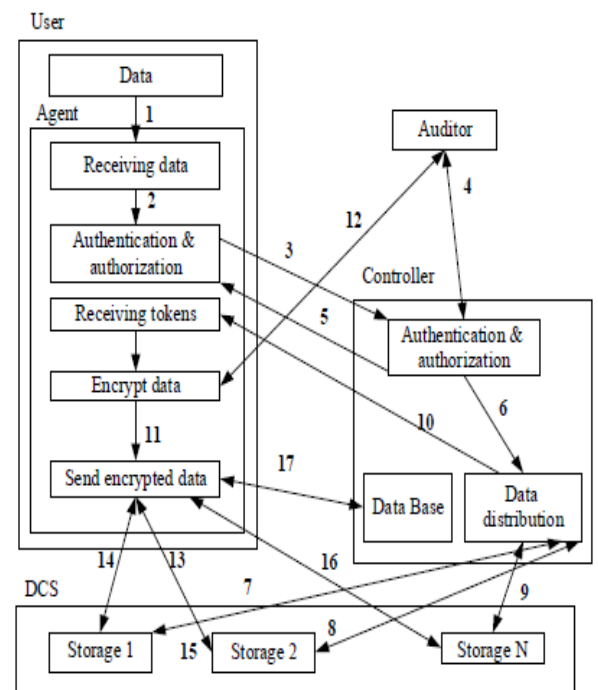 User
Data
1
Agent
Auditor
Receiving data
2
4
12
Authentication &
authorization
3
Controller
Receiving tokens
5
Authentication &
authorization
Encrypt data
6
10
11
Send encrypted data
17
Data Base
Data
distribution
14
13
16
7
9
DCS
8
15
Storage 1
Storage 2
Storage N